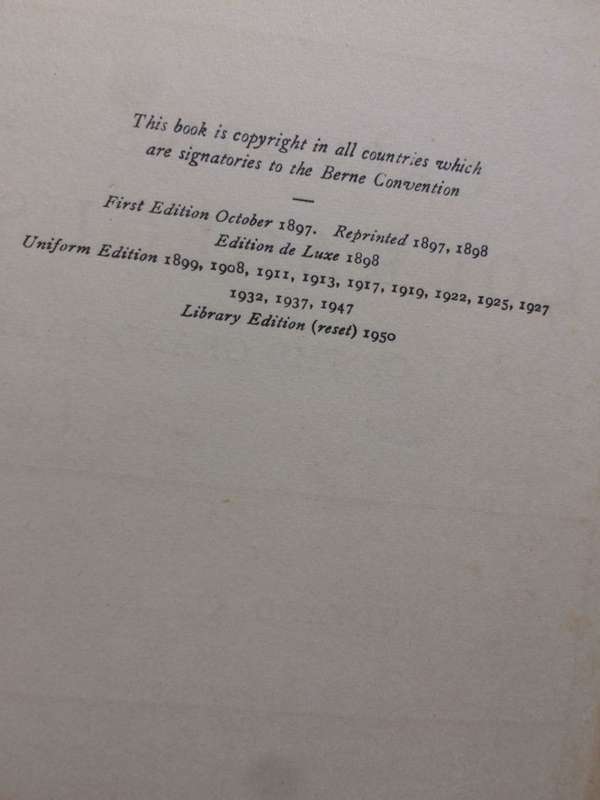 This book is copyright in all countries which
are signatories to the Berne Convention
First Edition October 1897. Reprinted 1897, 1898
Edition de Luxe 1898
Uniform Edition 1899, 1908, 1911, 1913, 1917, 1919, 1922, 1925, 1927
1932, 1937, 1947
Library Edition (reset) 1950